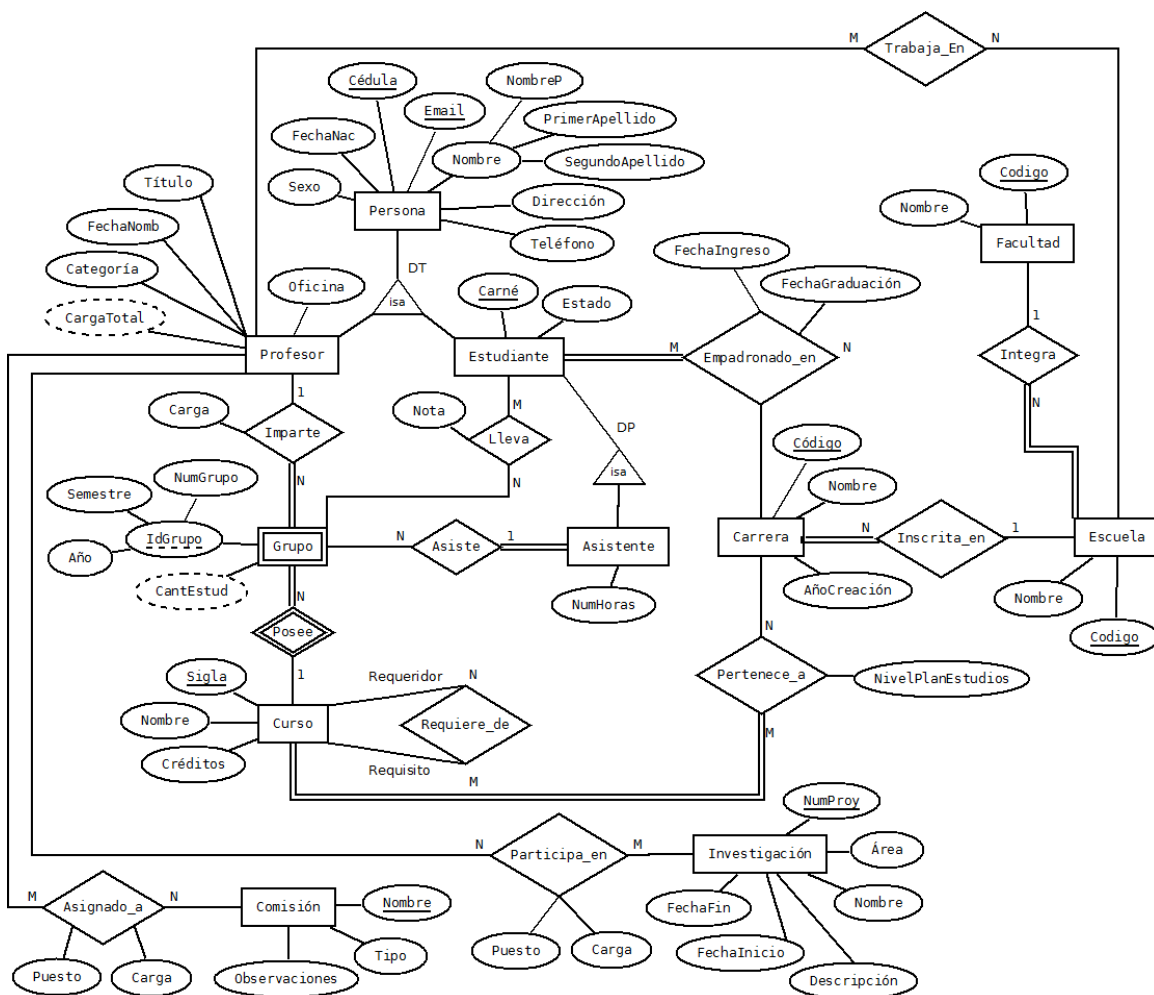 M
Trabaja_En
N
Cédula
NombreP
Email
PrimerApellido
FechaNac
Nombre
SegundoApellido
Título
Sexo
Persona
Dirección
Codigo
Nombre
FechaNomb
Teléfono
Facultad
FechaIngreso
Categoría
DT
Oficina
Carné
FechaGraduación
CargaTotal
isa
Estado
1
Profesor
Estudiante
M
Empadronado_en
N
Integra
1
Carga
Nota
M
N
Imparte
Lleva
DP
Código
NumGrupo
isa
Semestre
N
N
Nombre
IdGrupo
Año
Grupo
N
Asiste
1
Asistente
Carrera
N
Inscrita_en
1
Escuela
CantEstud
AñoCreación
Nombre
N
NumHoras
Posee
N
Codigo
1
Sigla
Requeridor
N
Pertenece_a
NivelPlanEstudios
Nombre
Curso
Requiere_de
M
Créditos
Requisito
M
NumProy
N
Participa_en
M
Investigación
Área
M
Asignado_a
N
Comisión
Nombre
FechaFin
Nombre
Puesto
Carga
Observaciones
Tipo
Puesto
Carga
FechaInicio
Descripción